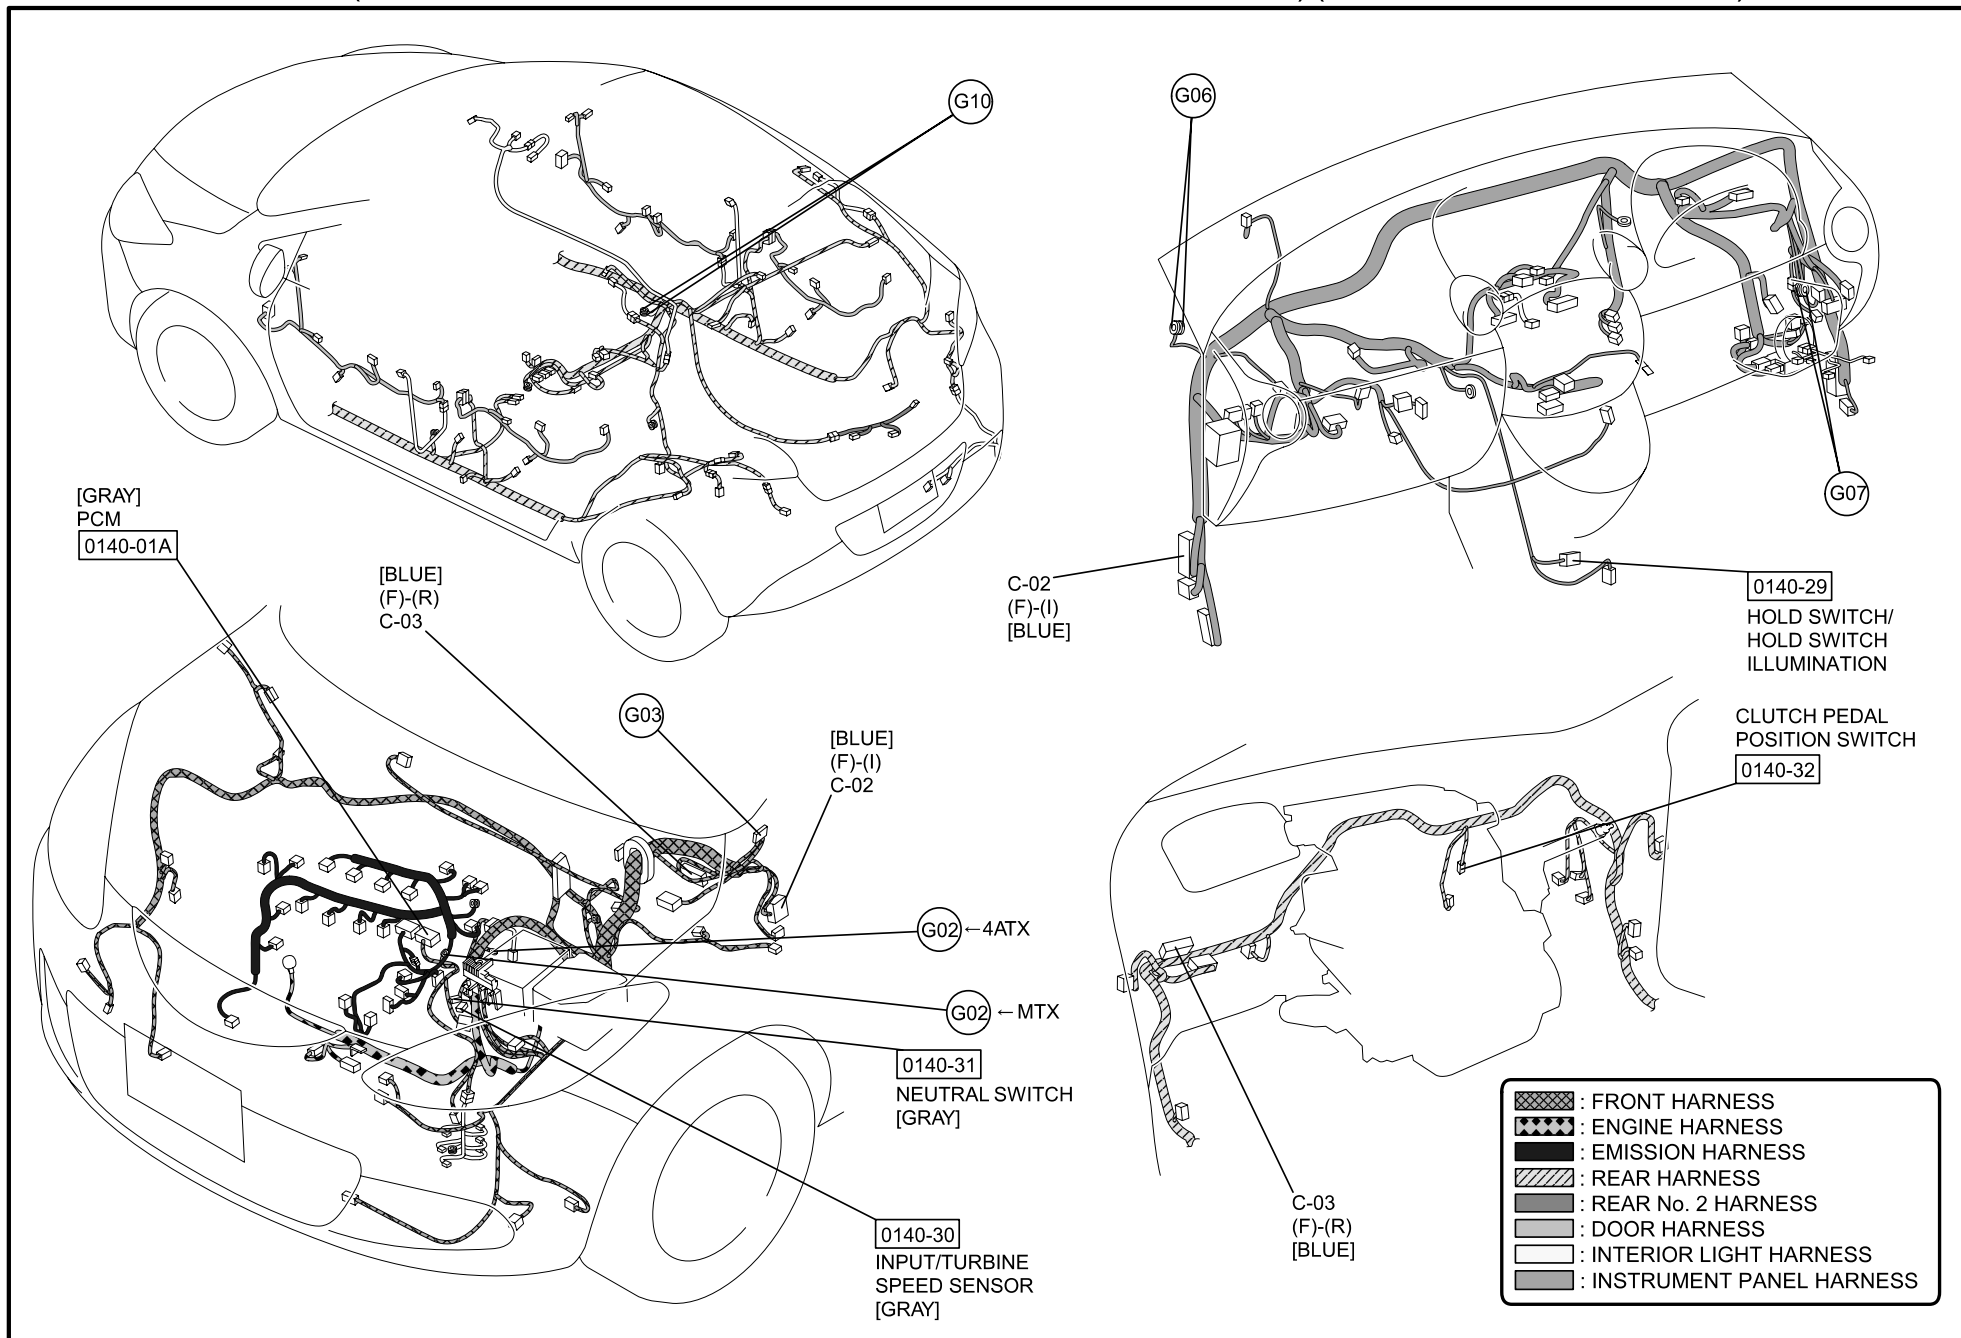 G10
G06
[GRAY]
PCM
0140-01A
[BLUE]
(F)-(R)
C-03
G03
[BLUE]
(F)-(I)
C-02
G02 ←4ATX
G02 ←MTX
0140-31
NEUTRAL SWITCH
[GRAY]
0140-30
INPUT/TURBINE
SPEED SENSOR
[GRAY]
G07
C-02
(F)-(I)
[BLUE]
0140-29
HOLD SWITCH/
HOLD SWITCH
ILLUMINATION
CLUTCH PEDAL
POSITION SWITCH
0140-32
C-03
(F)-(R)
[BLUE]
: FRONT HARNESS
: ENGINE HARNESS
: EMISSION HARNESS
: REAR HARNESS
: REAR No. 2 HARNESS
: DOOR HARNESS
: INTERIOR LIGHT HARNESS
: INSTRUMENT PANEL HARNESS